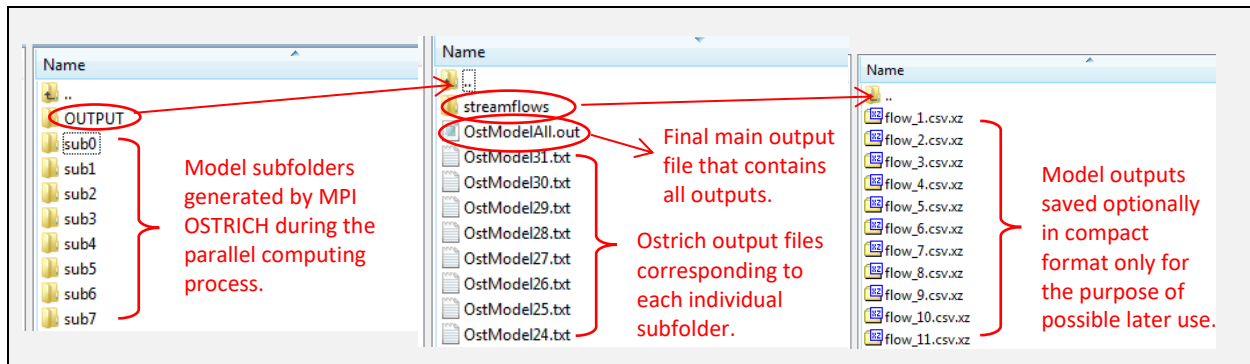 Name
..
OUTPUT
sub0
sub1
sub2
sub3
sub4
sub5
sub6
sub7
Model subfolders
generated by MPI
OSTRICH during the
parallel computing
process.
Name
..
streamflows
OstModelAll.out
OstModel31.txt
OstModel30.txt
OstModel29.txt
OstModel28.txt
OstModel27.txt
OstModel26.txt
OstModel25.txt
OstModel24.txt
Final main output
file that contains
all outputs.
Ostrich output files
corresponding to
each individual
subfolder.
Name
..
flow_1.csv.xz
flow_2.csv.xz
flow_3.csv.xz
flow_4.csv.xz
flow_5.csv.xz
flow_6.csv.xz
flow_7.csv.xz
flow_8.csv.xz
flow_9.csv.xz
flow_10.csv.xz
flow_11.csv.xz
Model outputs
saved optionally
in compact
format only for
the purpose of
possible later use.